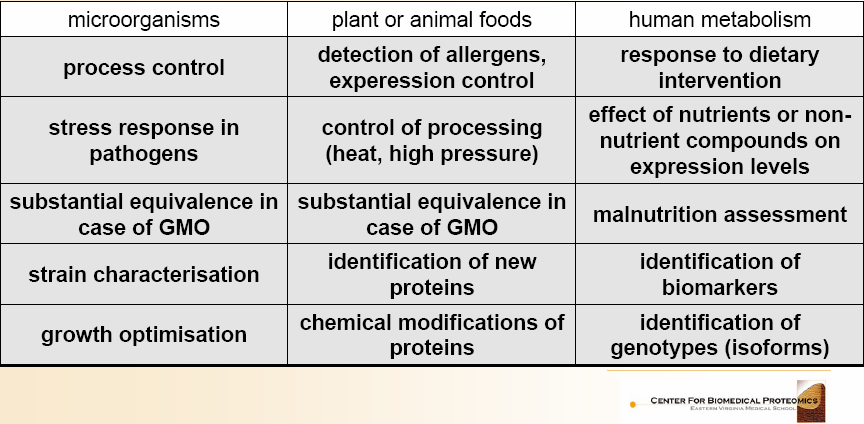 microorganisms
plant or animal foods
human metabolism
process control
detection of allergens,
experession control
response to dietary
intervention
stress response in
pathogens
control of processing
(heat, high pressure)
effect of nutrients or non-
nutrient compounds on
expression levels
substantial equivalence in
case of GMO
substantial equivalence in
case of GMO
malnutrition assessment
strain characterisation
identification of new
proteins
identification of
biomarkers
growth optimisation
chemical modifications of
proteins
identification of
genotypes (isoforms)
CENTER FOR BIOMEDICAL PROTEOMICS
EASTERN VIRGINIA MEDICAL SCHOOL